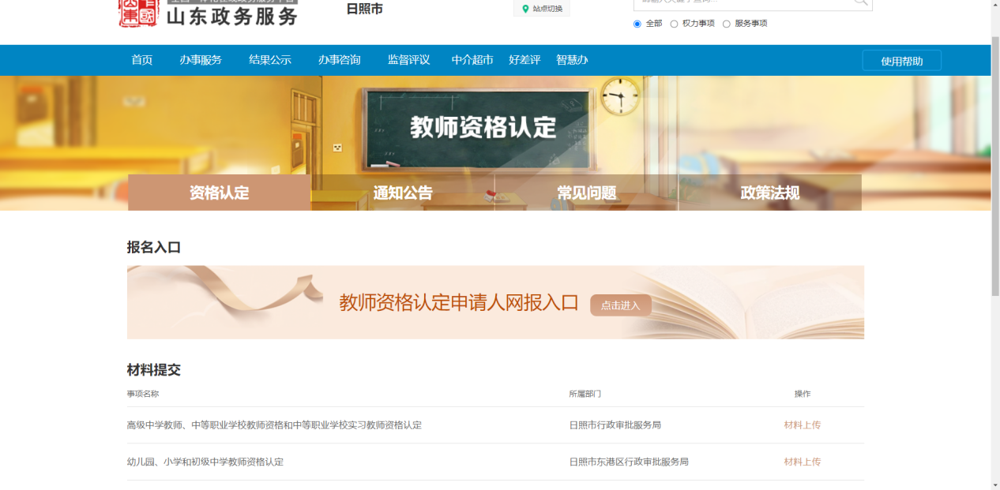 山东政务服务
日照市
站点切换
全部 权力事项 服务事项
首页 办事服务 结果公示 办事咨询 监督评议 中介超市 好差评 智慧办 使用帮助
教师资格认定
资格认定 通知公告 常见问题 政策法规
报名入口
教师资格认定申请人网报入口 点击进入
材料提交
事项名称 所属部门 操作
高级中学教师、中等职业学校教师资格和中等职业学校实习教师资格认定 日照市行政审批服务局 材料上传
幼儿园、小学和初级中学教师资格认定 日照市东港区行政审批服务局 材料上传